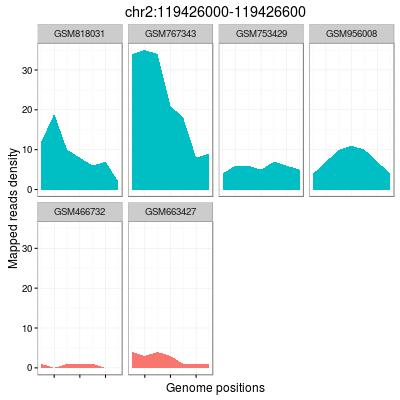 chr2:119426000-119426600
GSM818031 GSM767343 GSM753429 GSM956008
30
20
10
0
GSM466732 GSM663427
30
20
10
0
Mapped reads density
Genome positions